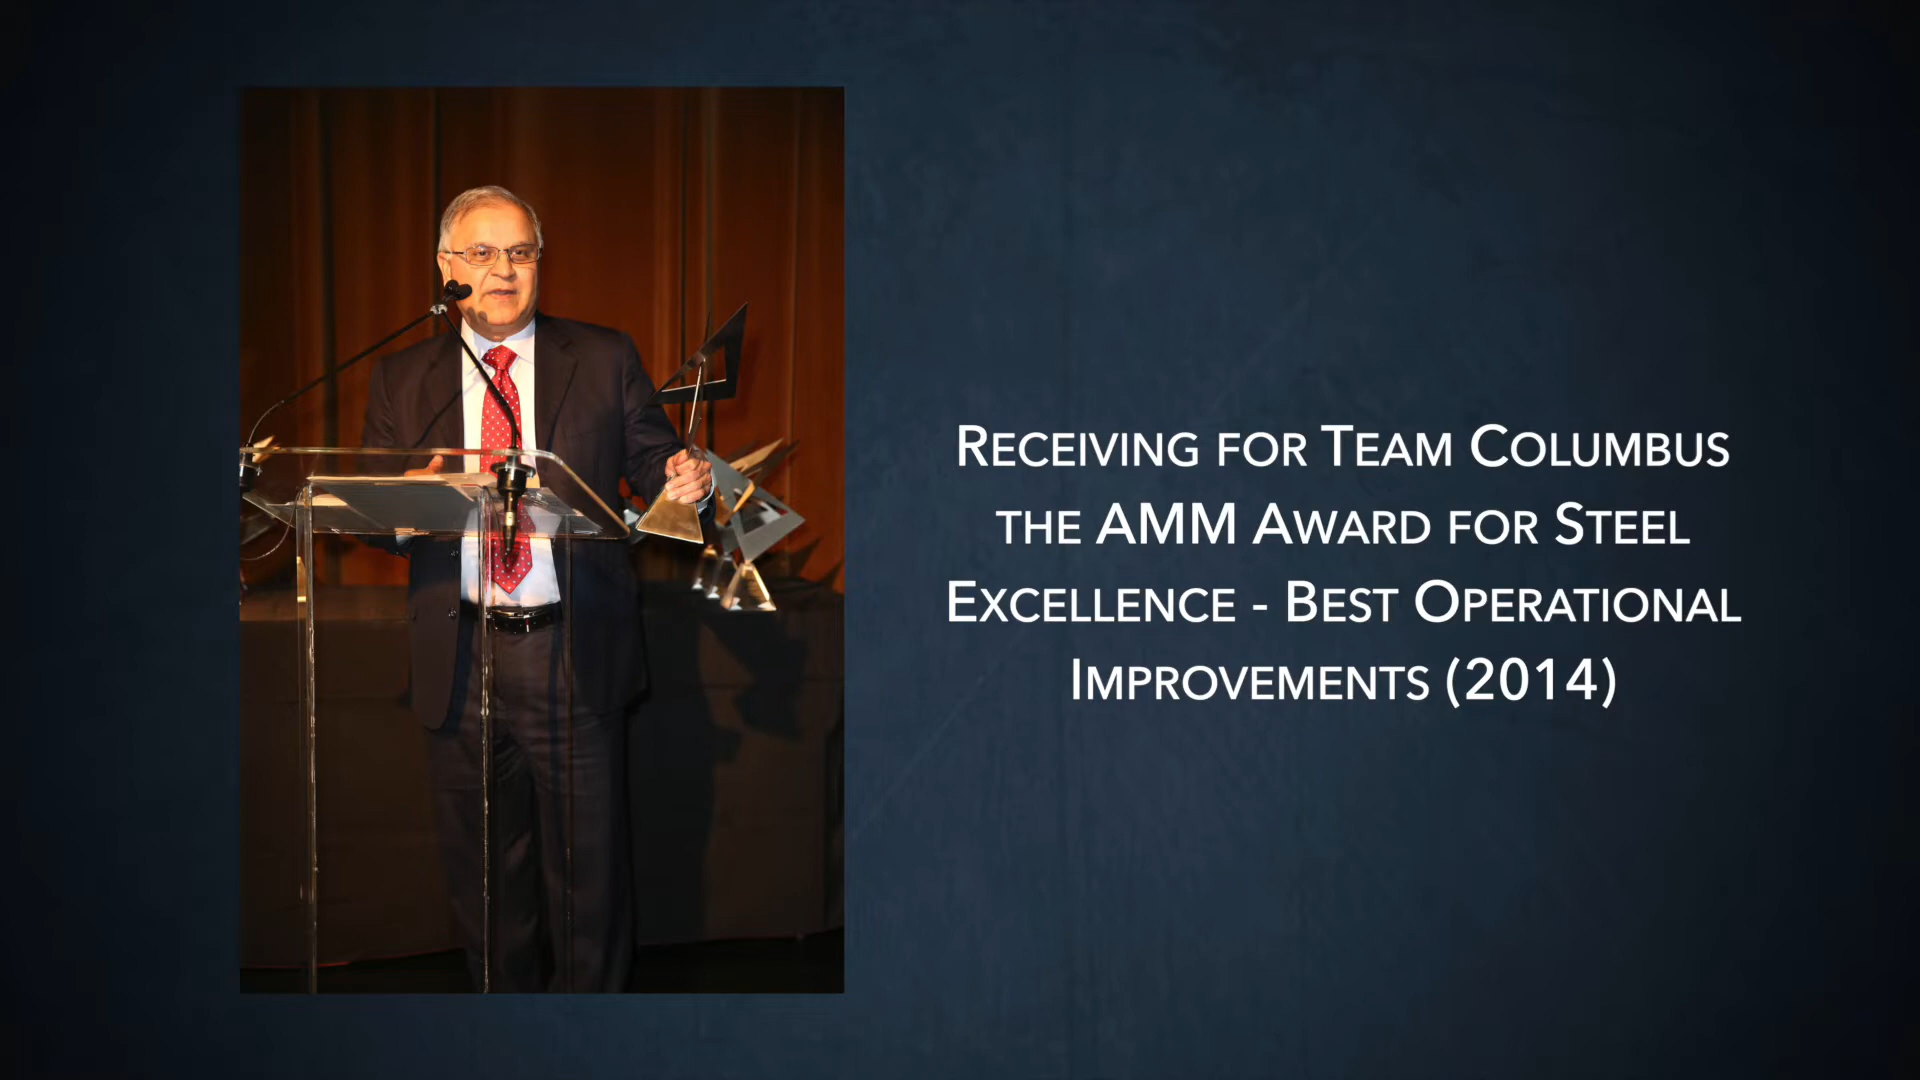 Receiving for Team Columbus
the AMM Award for Steel
Excellence - Best Operational
Improvements (2014)